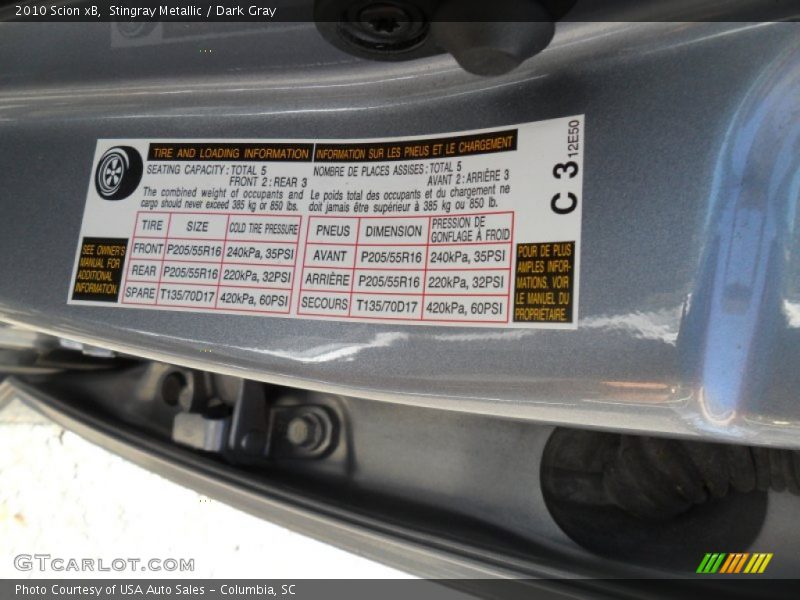 2010 Scion xB,  Stingray Metallic / Dark Gray
TIRE AND LOADING INFORMATION
SEATING CAPACITY : TOTAL 5
FRONT 2 : REAR 3
The combined weight of occupants and
cargo should never exceed 385 kg or 850 lbs.
TIRE SIZE COLD TIRE PRESSURE
FRONT P205/55R16 240kPa, 35PSI
REAR P205/55R16 220kPa, 32PSI
SPARE T135/70D17 420kPa, 60PSI
SEE OWNER'S
MANUAL FOR
ADDITIONAL
INFORMATION.
INFORMATION SUR LES PNEUS ET LE CHARGEMENT
NOMBRE DE PLACES ASSISES : TOTAL 5
AVANT 2 : ARRIÈRE 3
Le poids total des occupants et du chargement ne
doit jamais être supérieur à 385 kg ou 850 lb.
PNEUS DIMENSION PRESSION DE
GONFLAGE À FROID
AVANT P205/55R16 240kPa, 35PSI
ARRIÈRE P205/55R16 220kPa, 32PSI
SECOURS T135/70D17 420kPa, 60PSI
POUR DE PLUS
AMPLES INFOR-
MATIONS, VOIR
LE MANUEL DU
PROPRIÉTAIRE.
C 3 12E50
GTCARLOT.COM
Photo Courtesy of USA Auto Sales - Columbia, SC